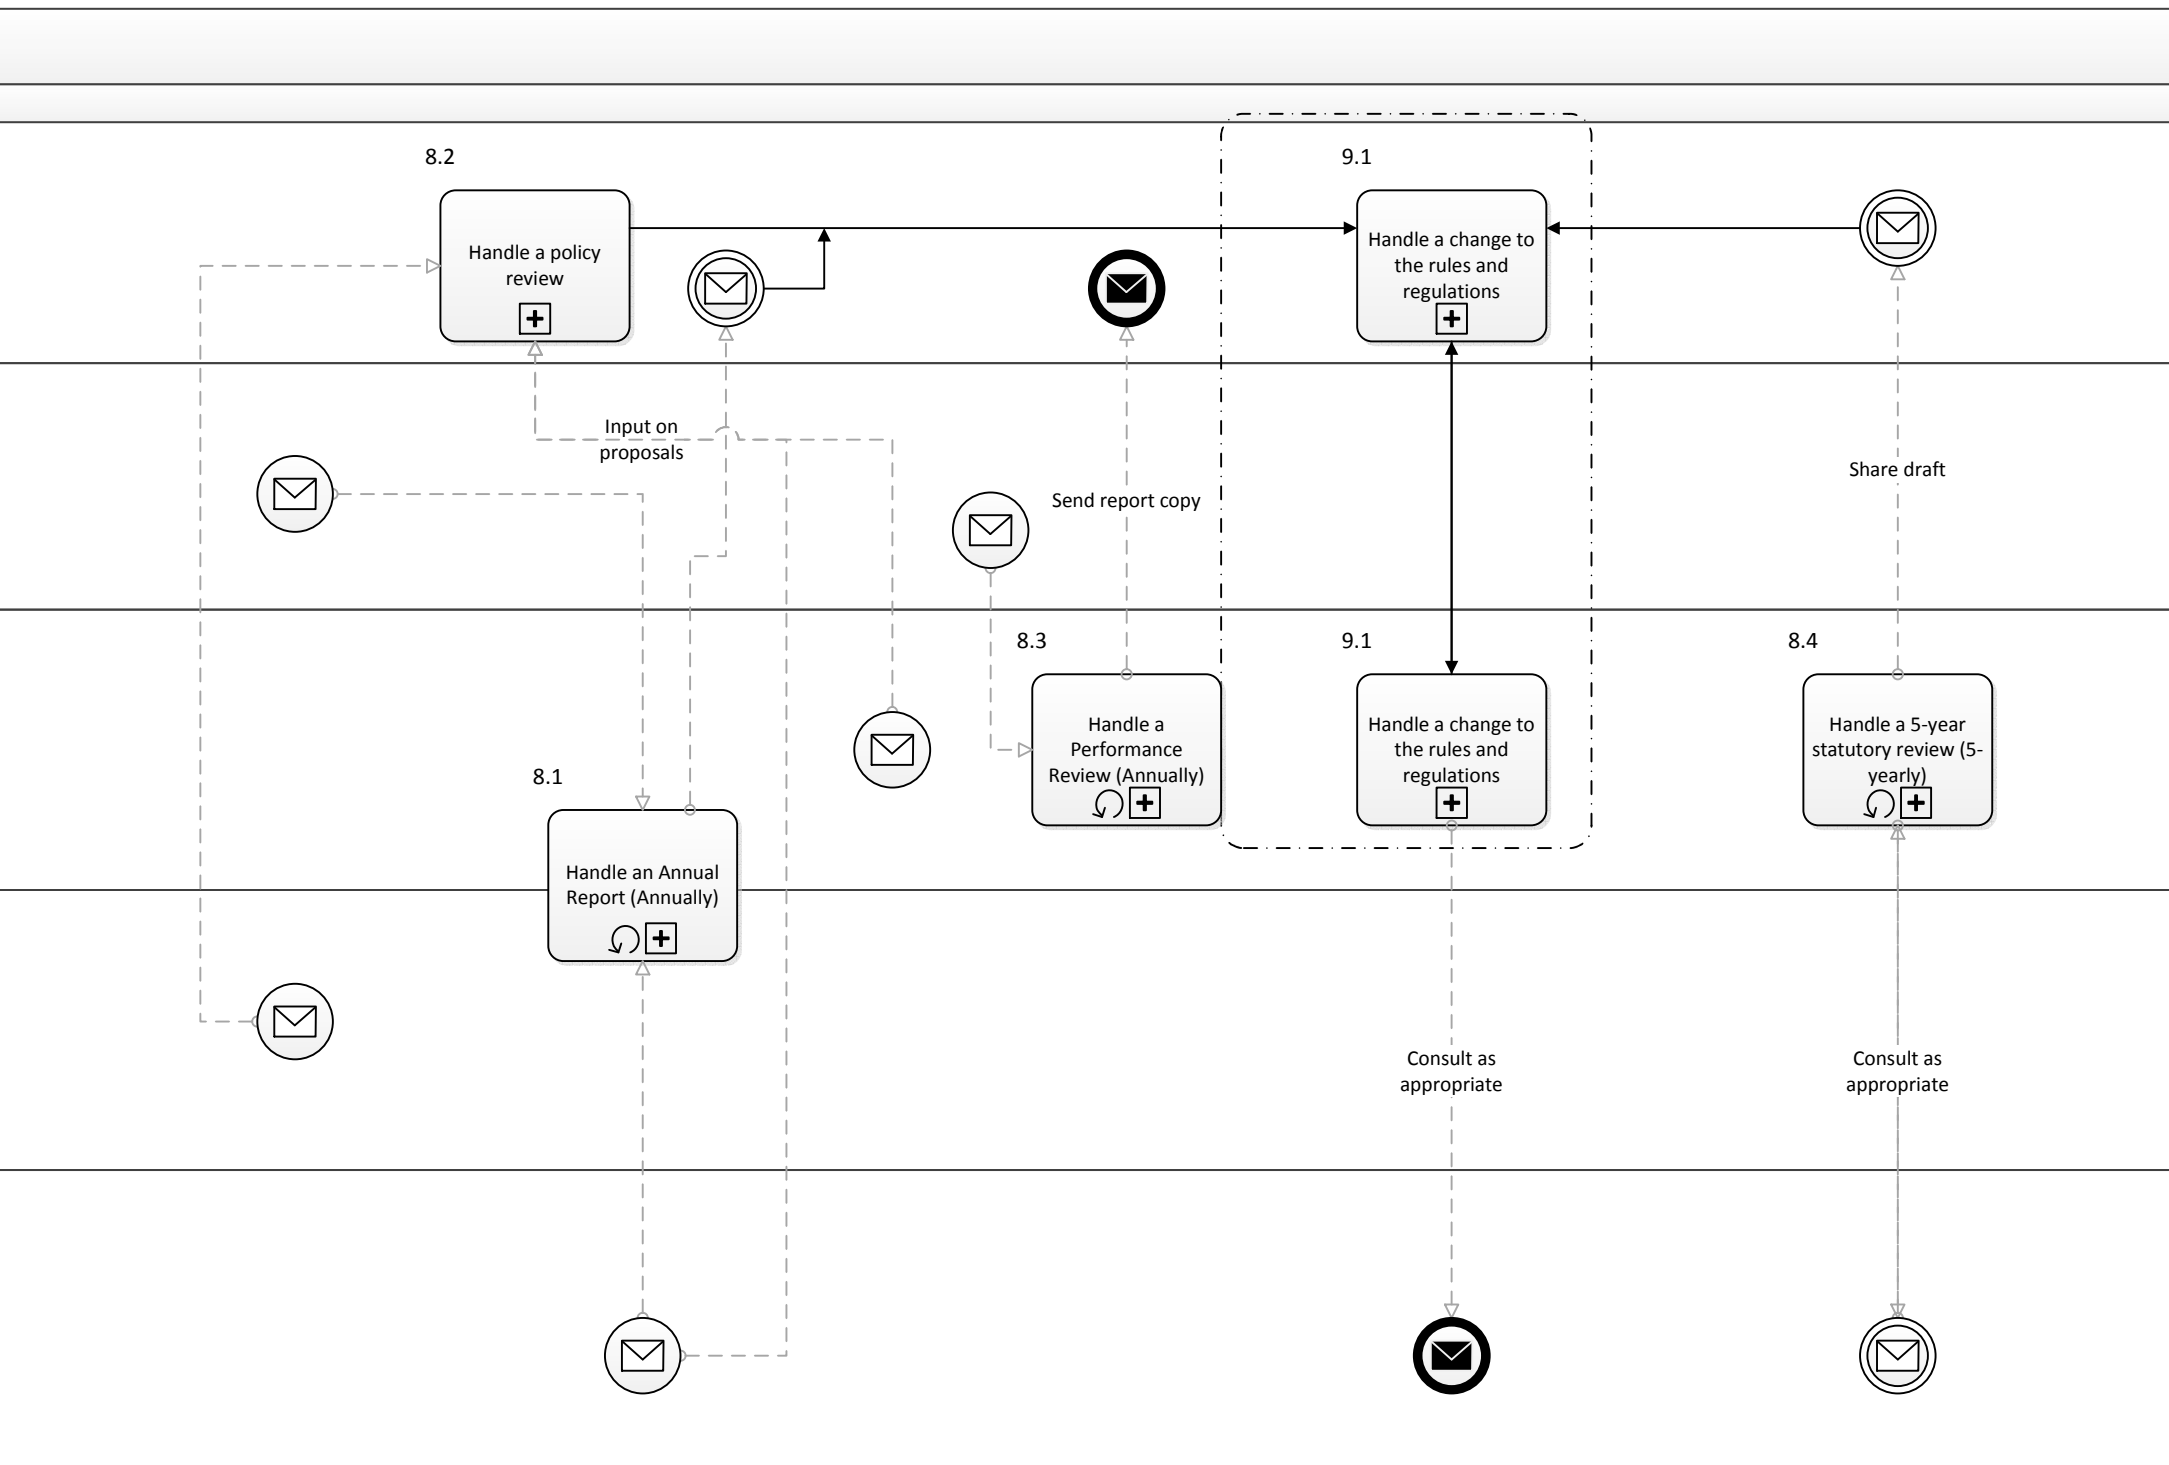 8.2
9.1
Handle a policy
review
Handle a change to
the rules and
regulations
Input on
proposals
Share draft
Send report copy
8.3
9.1
8.4
Handle a
Performance
Review (Annually)
Handle a change to
the rules and
regulations
Handle a 5-year
statutory review (5-
yearly)
8.1
Handle an Annual
Report (Annually)
Consult as
appropriate
Consult as
appropriate